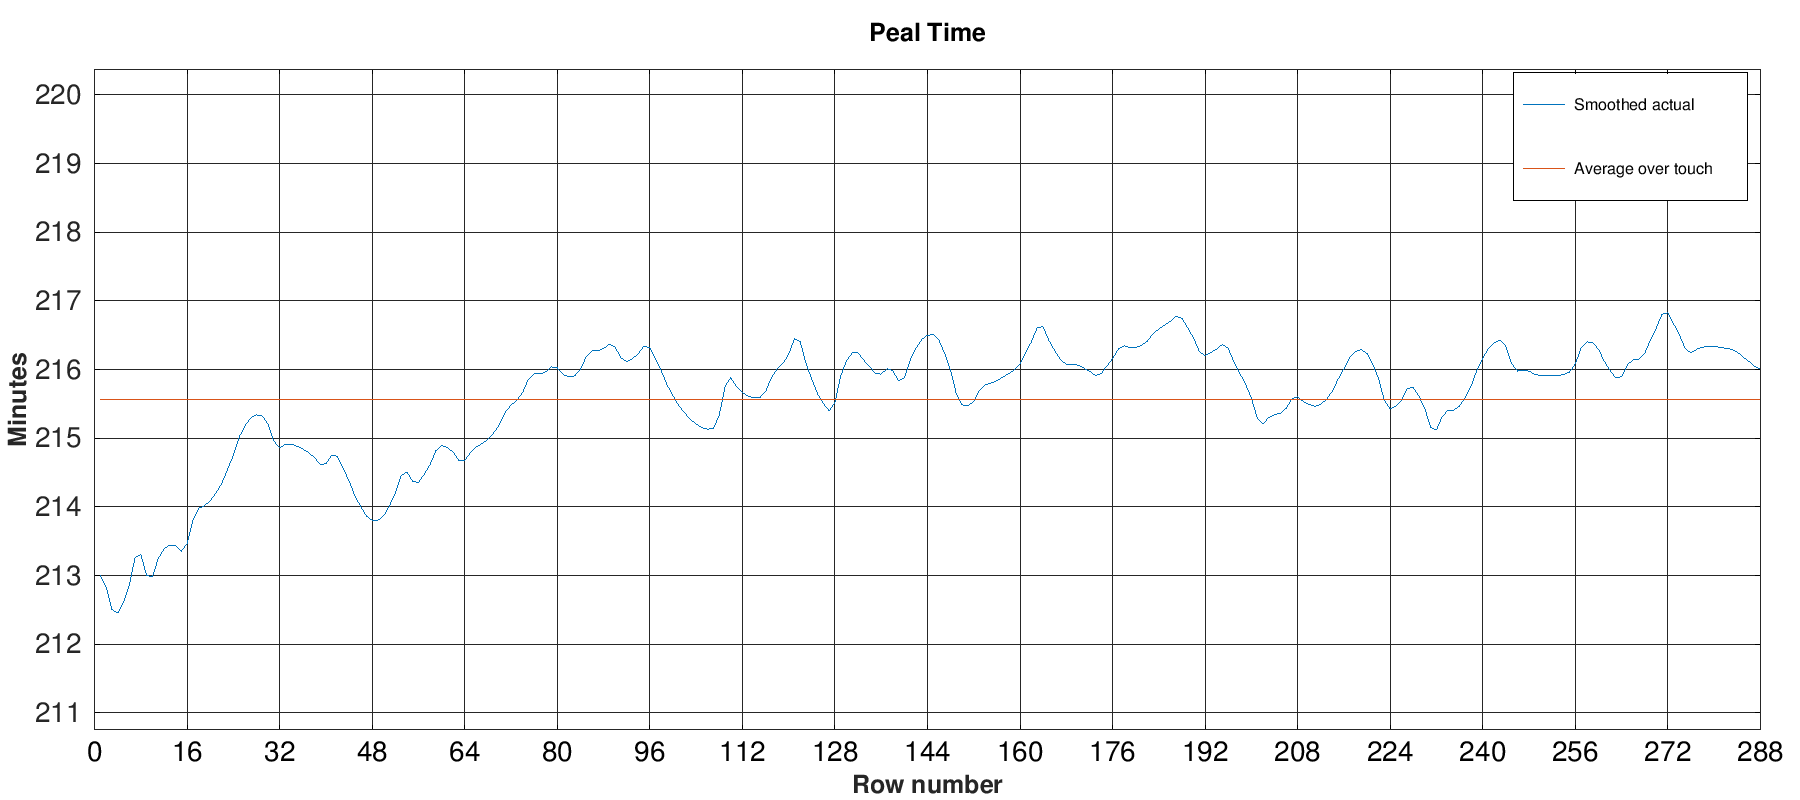 Peal Time
220
219
218
217
216
215
214
213
212
211
Minutes
Smoothed actual
Average over touch
0 16 32 48 64 80 96 112 128 144 160 176 192 208 224 240 256 272 288
Row number